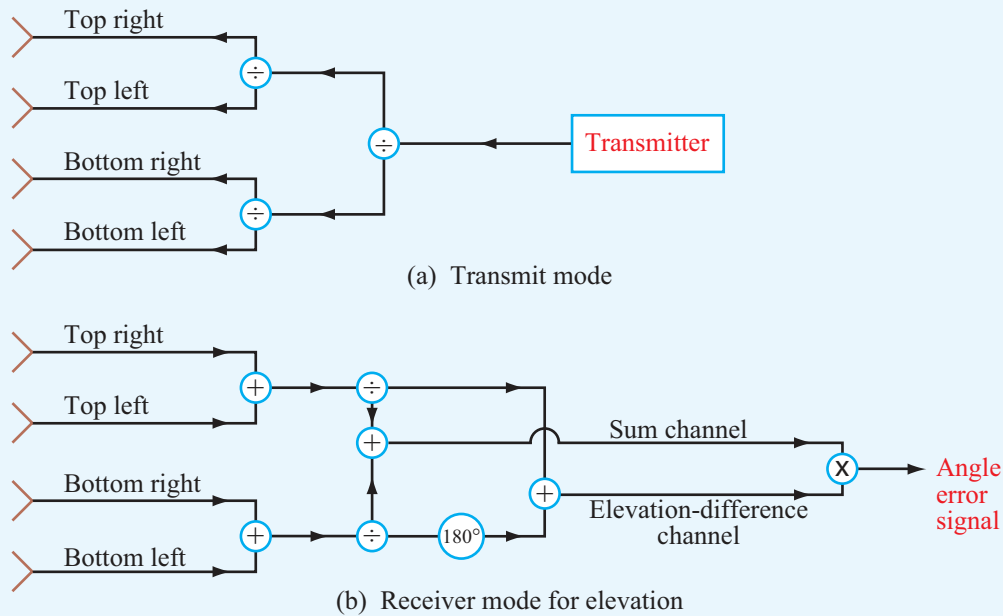 Top right
÷
Top left
÷
Transmitter
Bottom right
÷
Bottom left
(a) Transmit mode
Top right
+
÷
Top left
+
Sum channel
X
Angle
error
signal
Bottom right
+
Elevation-difference
channel
+
÷
180°
Bottom left
(b) Receiver mode for elevation